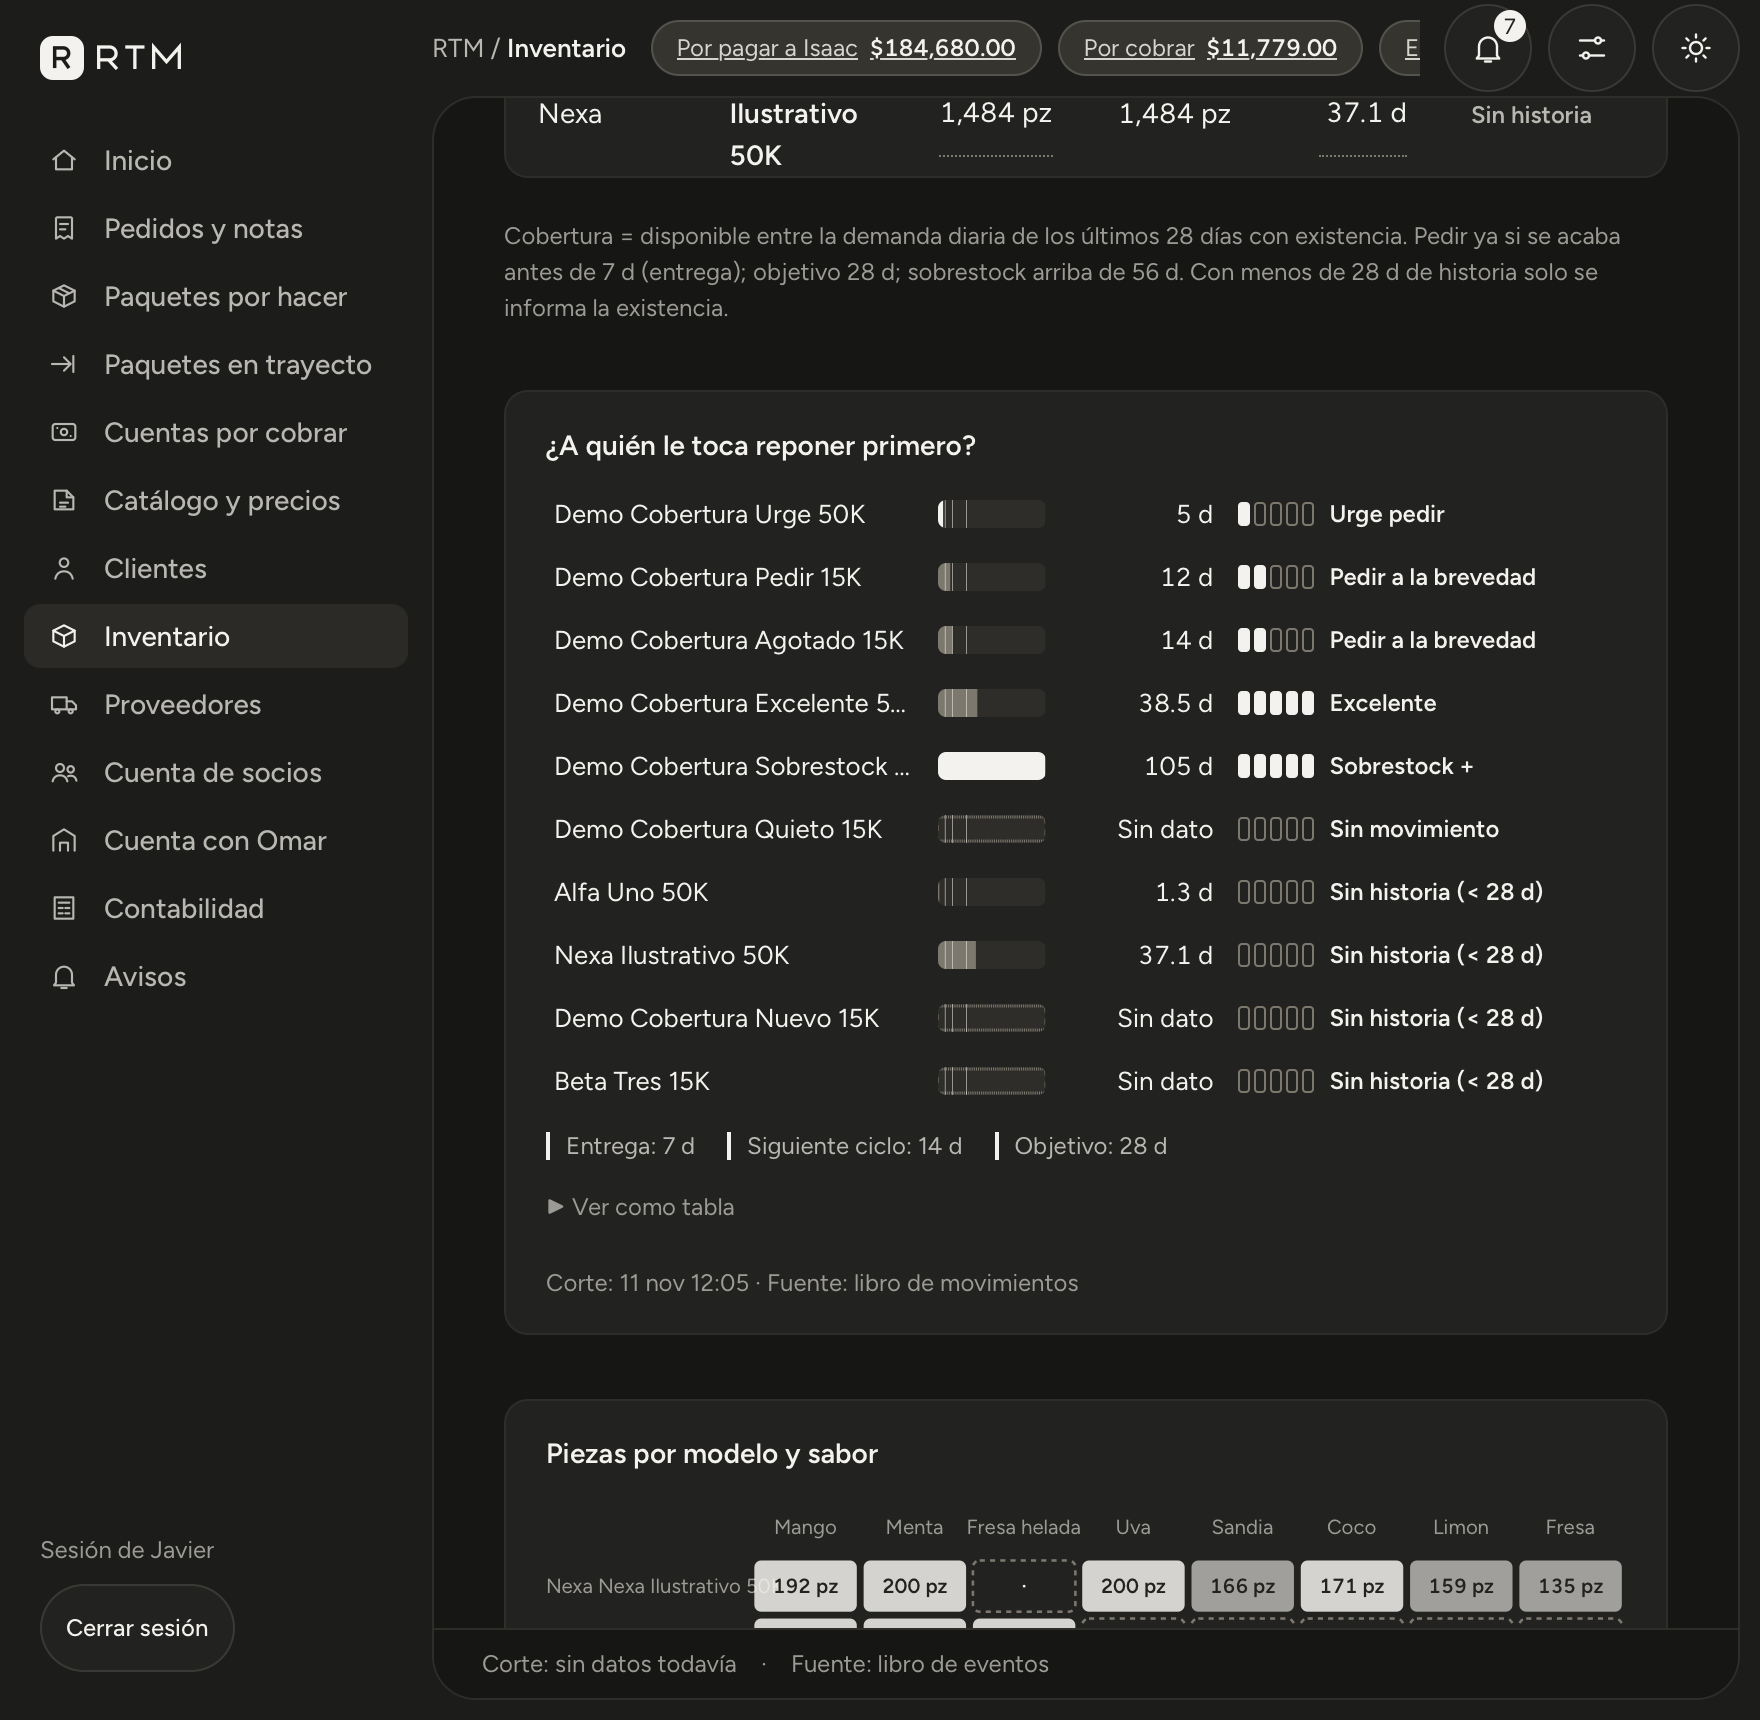 R RTM
RTM / Inventario
Por pagar a Isaac $184,680.00
Por cobrar $11,779.00
E
7
Inicio
Pedidos y notas
Paquetes por hacer
Paquetes en trayecto
Cuentas por cobrar
Catálogo y precios
Clientes
Inventario
Proveedores
Cuenta de socios
Cuenta con Omar
Contabilidad
Avisos
Sesión de Javier
Cerrar sesión
Nexa Ilustrativo 1,484 pz 1,484 pz 37.1 d Sin historia
50K
Cobertura = disponible entre la demanda diaria de los últimos 28 días con existencia. Pedir ya si se acaba
antes de 7 d (entrega); objetivo 28 d; sobrestock arriba de 56 d. Con menos de 28 d de historia solo se
informa la existencia.
¿A quién le toca reponer primero?
Demo Cobertura Urge 50K 5 d Urge pedir
Demo Cobertura Pedir 15K 12 d Pedir a la brevedad
Demo Cobertura Agotado 15K 14 d Pedir a la brevedad
Demo Cobertura Excelente 5... 38.5 d Excelente
Demo Cobertura Sobrestock ... 105 d Sobrestock +
Demo Cobertura Quieto 15K Sin dato Sin movimiento
Alfa Uno 50K 1.3 d Sin historia (< 28 d)
Nexa Ilustrativo 50K 37.1 d Sin historia (< 28 d)
Demo Cobertura Nuevo 15K Sin dato Sin historia (< 28 d)
Beta Tres 15K Sin dato Sin historia (< 28 d)
Entrega: 7 d Siguiente ciclo: 14 d Objetivo: 28 d
Ver como tabla
Corte: 11 nov 12:05 · Fuente: libro de movimientos
Piezas por modelo y sabor
Mango Menta Fresa helada Uva Sandia Coco Limon Fresa
Nexa Nexa Ilustrativo 192 pz 200 pz · 200 pz 166 pz 171 pz 159 pz 135 pz
Corte: sin datos todavía · Fuente: libro de eventos